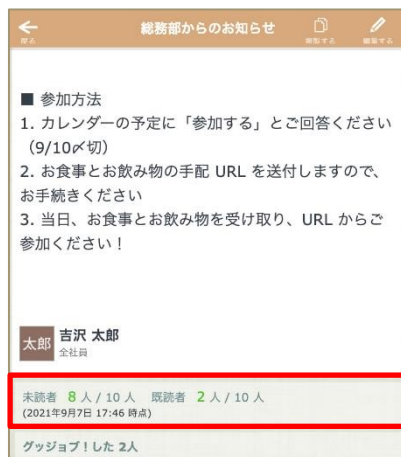 総務部からのお知らせ
戻る
複製する
編集する
■ 参加方法
1. カレンダーの予定に「参加する」とご回答ください
（9/10〆切）
2. お食事とお飲み物の手配 URL を送付しますので、
お手続きください
3. 当日、お食事とお飲み物を受け取り、URL からご
参加ください！
太郎
吉沢 太郎
全社員
未読者 8 人 / 10 人 既読者 2 人 / 10 人
(2021年9月7日 17:46 時点)
グッジョブ！した 2人